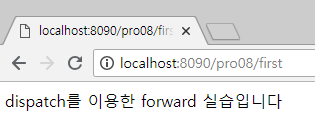 localhost:8090/pro08/firs
localhost:8090/pro08/first
dispatch를 이용한 forward 실습입니다